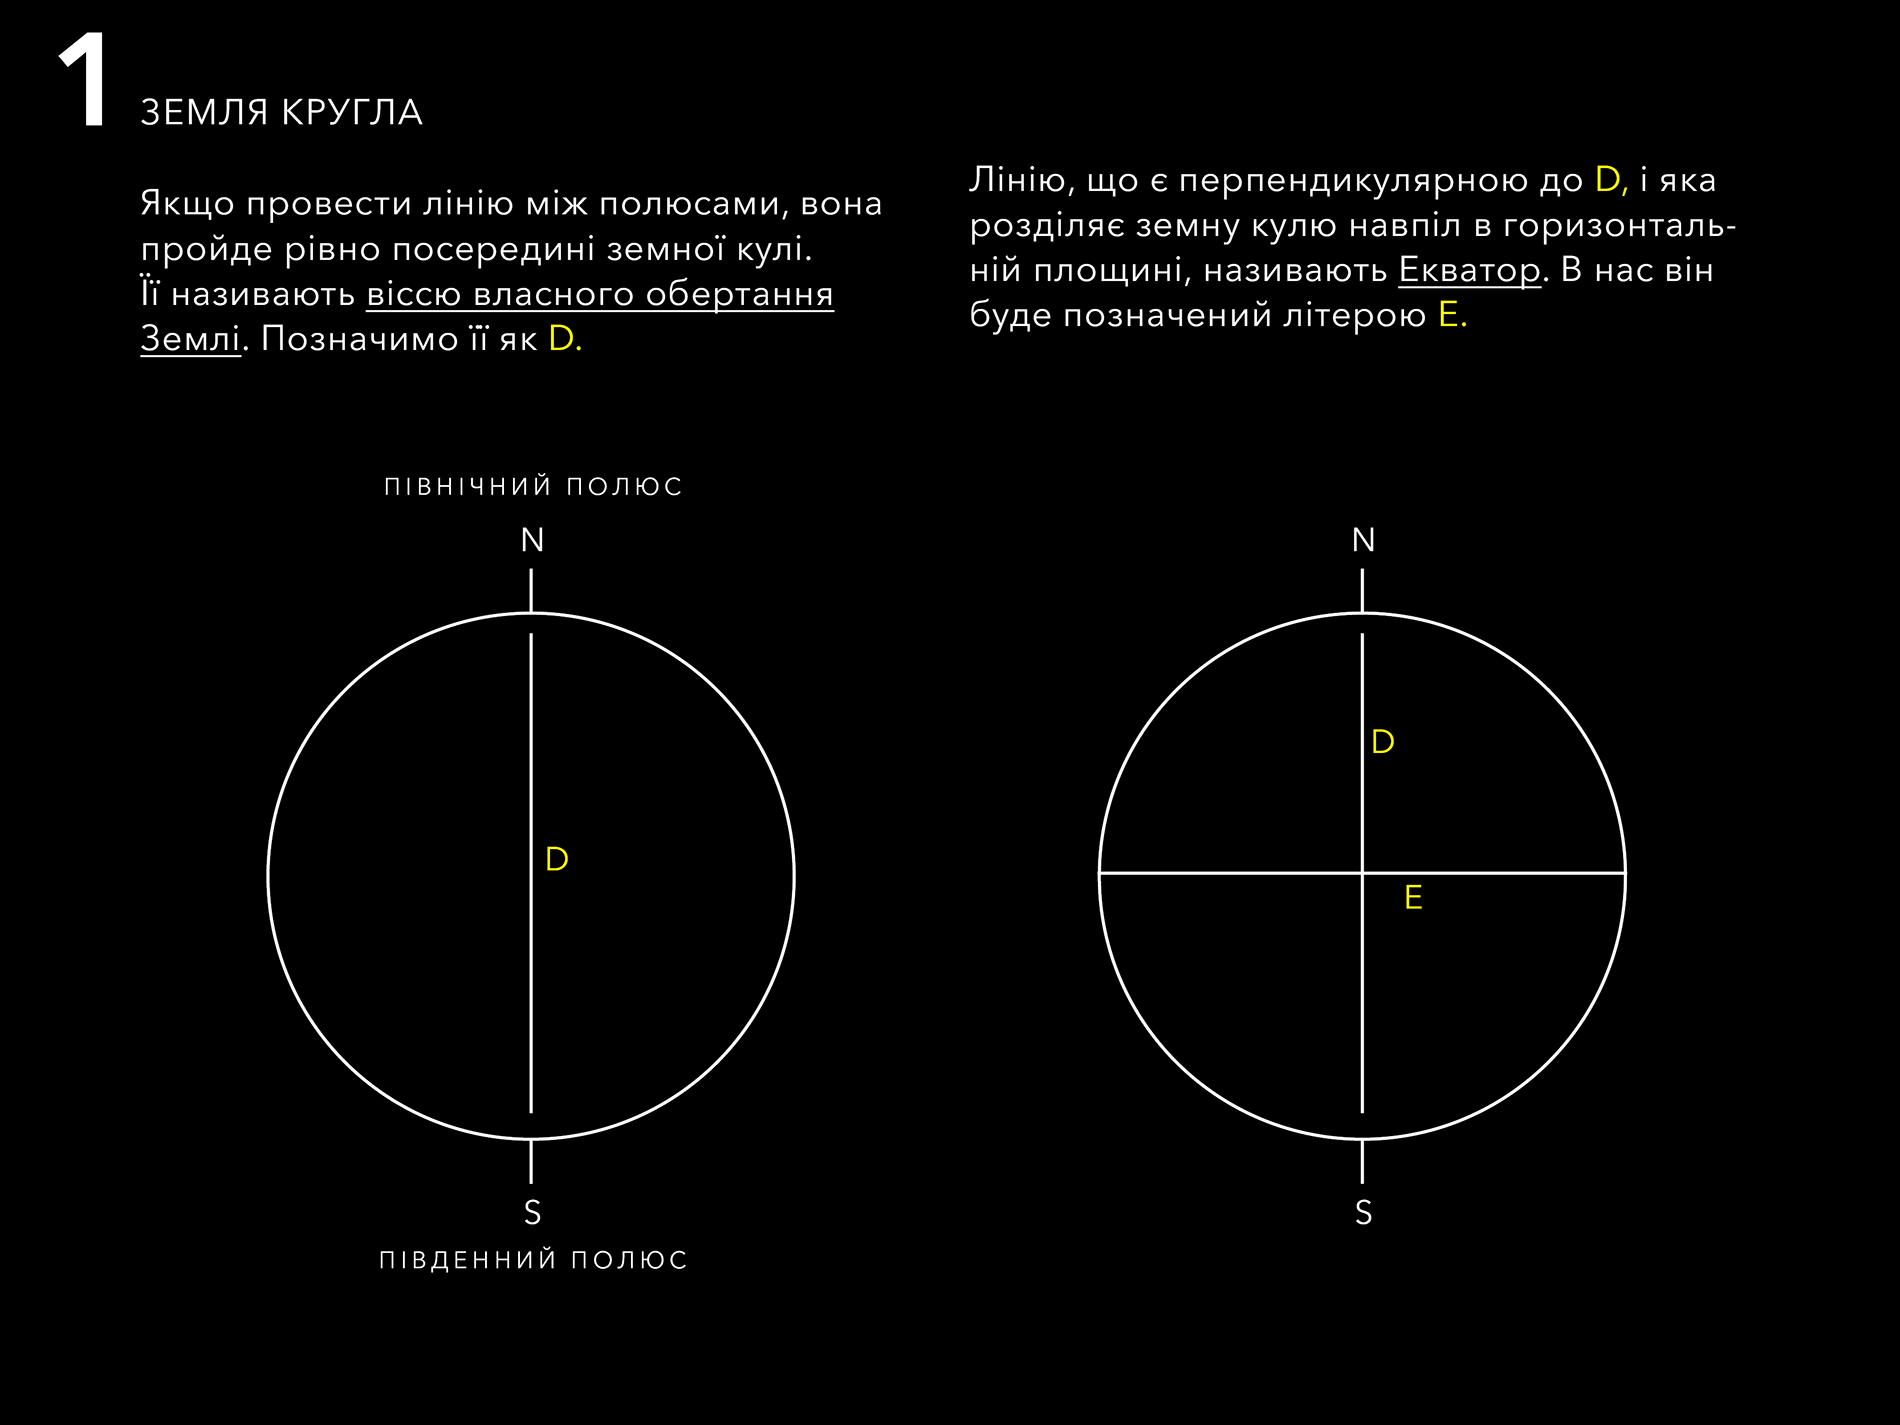 1
ЗЕМЛЯ КРУГЛА
Якщо провести лінію між полюсами, вона
пройде рівно посередині земної кулі.
Її називають віссю власного обертання
Землі. Позначимо її як D.
Лінію, що є перпендикулярною до D, і яка
розділяє земну кулю навпіл в горизонталь-
ній площині, називають Екватор. В нас він
буде позначений літерою E.
ПІВНІЧНИЙ ПОЛЮС
N
D
S
ПІВДЕННИЙ ПОЛЮС
N
D
E
S